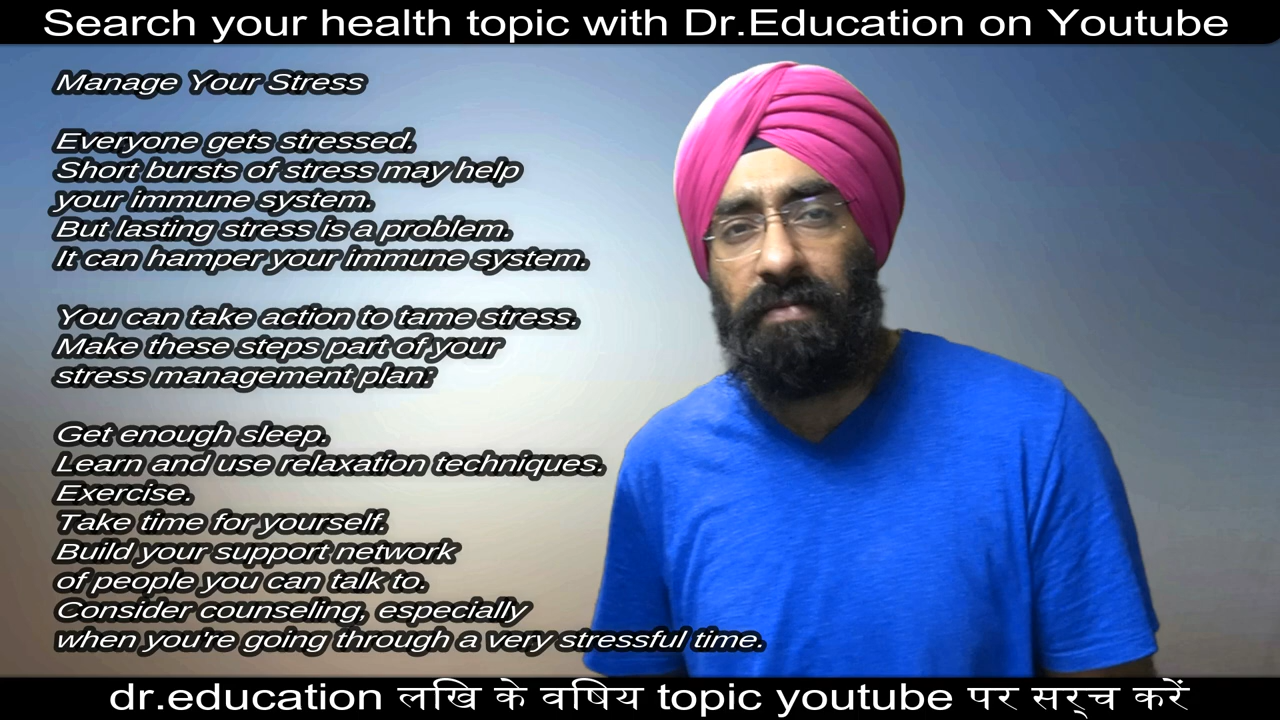 Search your health topic with Dr.Education on Youtube
Manage Your Stress
Everyone gets stressed.
Short bursts of stress may help
your immune system.
But lasting stress is a problem.
It can hamper your immune system.
You can take action to tame stress.
Make these steps part of your
stress management plan:
Get enough sleep.
Learn and use relaxation techniques.
Exercise.
Take time for yourself.
Build your support network
of people you can talk to.
Consider counseling, especially
when you're going through a very stressful time.
dr.education लखि के वषिय topic youtube पर सर्च करें